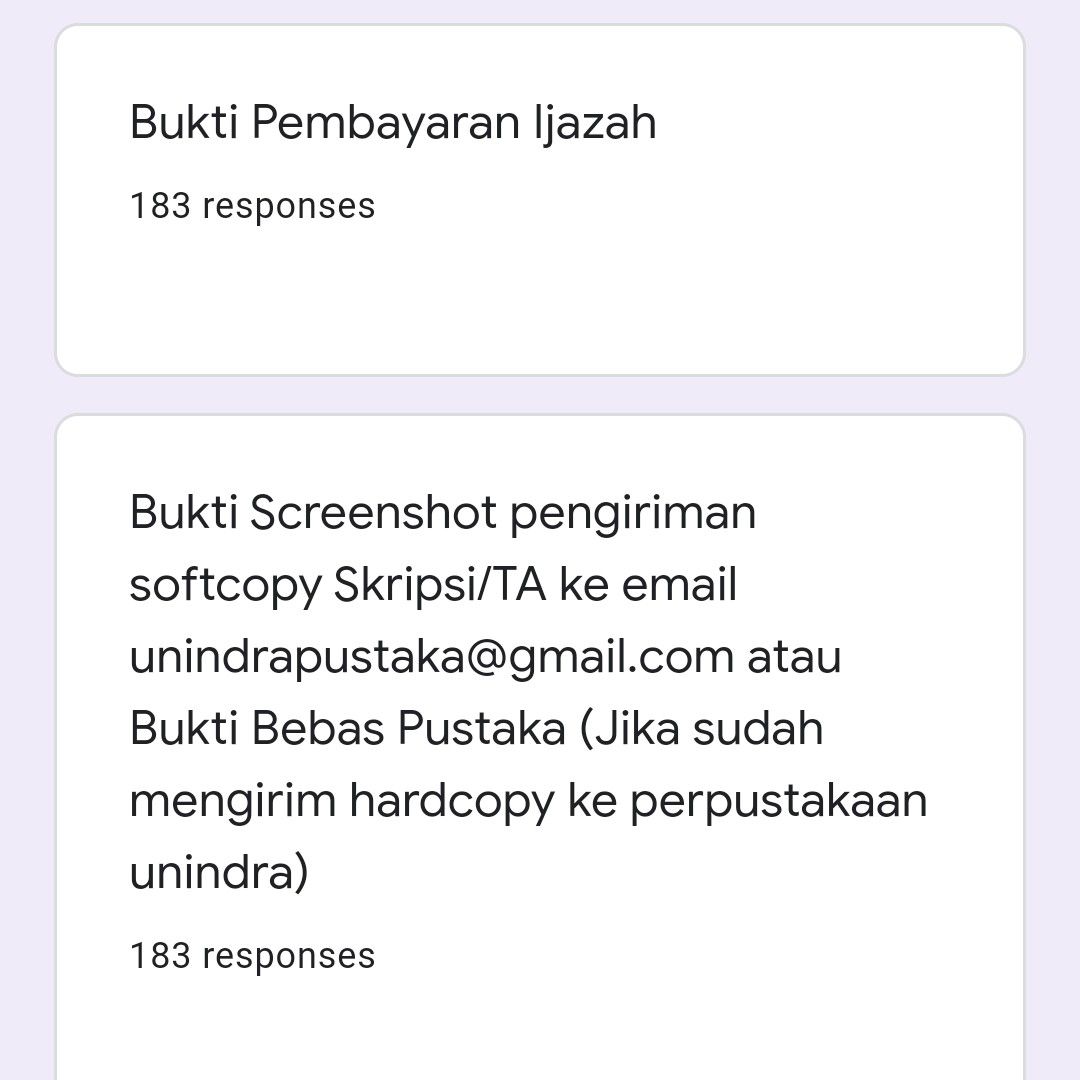 Bukti Pembayaran Ijazah
183 responses
Bukti Screenshot pengiriman
softcopy Skripsi/TA ke email
unindrapustaka@gmail.com atau
Bukti Bebas Pustaka (Jika sudah
mengirim hardcopy ke perpustakaan
unindra)
183 responses